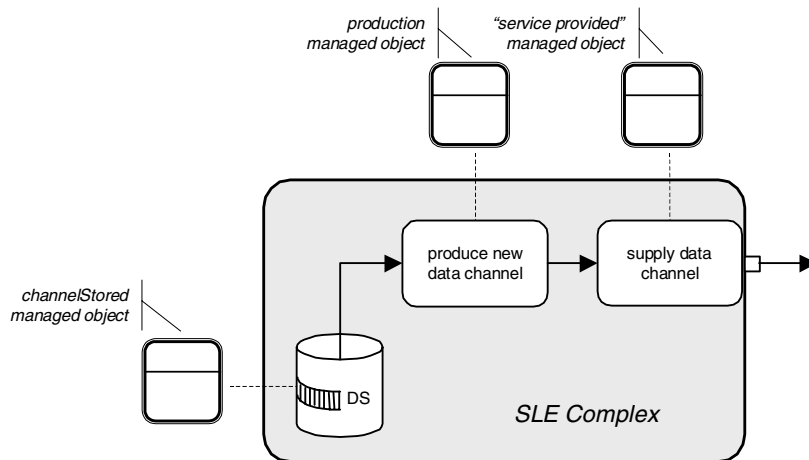 production
managed object
“service provided”
managed object
produce new
data channel
supply data
channel
channelStored
managed object
DS
SLE Complex